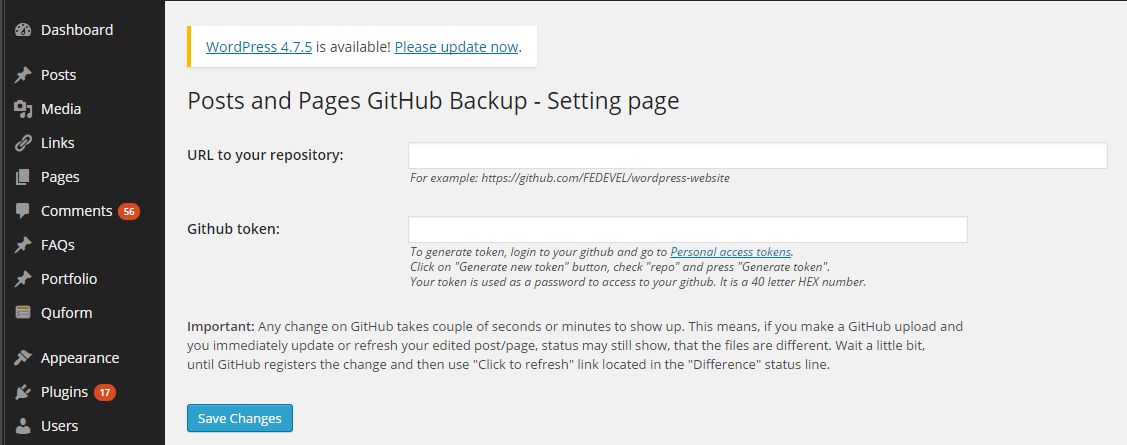 Dashboard
Posts
Media
Links
Pages
Comments 56
FAQs
Portfolio
Quform
Appearance
Plugins 17
Users
WordPress 4.7.5 is available! Please update now.
Posts and Pages GitHub Backup - Setting page
URL to your repository:
For example: https://github.com/FEDEVEL/wordpress-website
Github token:
To generate token, login to your github and go to Personal access tokens.
Click on "Generate new token" button, check "repo" and press "Generate token".
Your token is used as a password to access to your github. It is a 40 letter HEX number.
Important: Any change on GitHub takes couple of seconds or minutes to show up. This means, if you make a GitHub upload and
you immediately update or refresh your edited post/page, status may still show, that the files are different. Wait a little bit,
until GitHub registers the change and then use "Click to refresh" link located in the "Difference" status line.
Save Changes